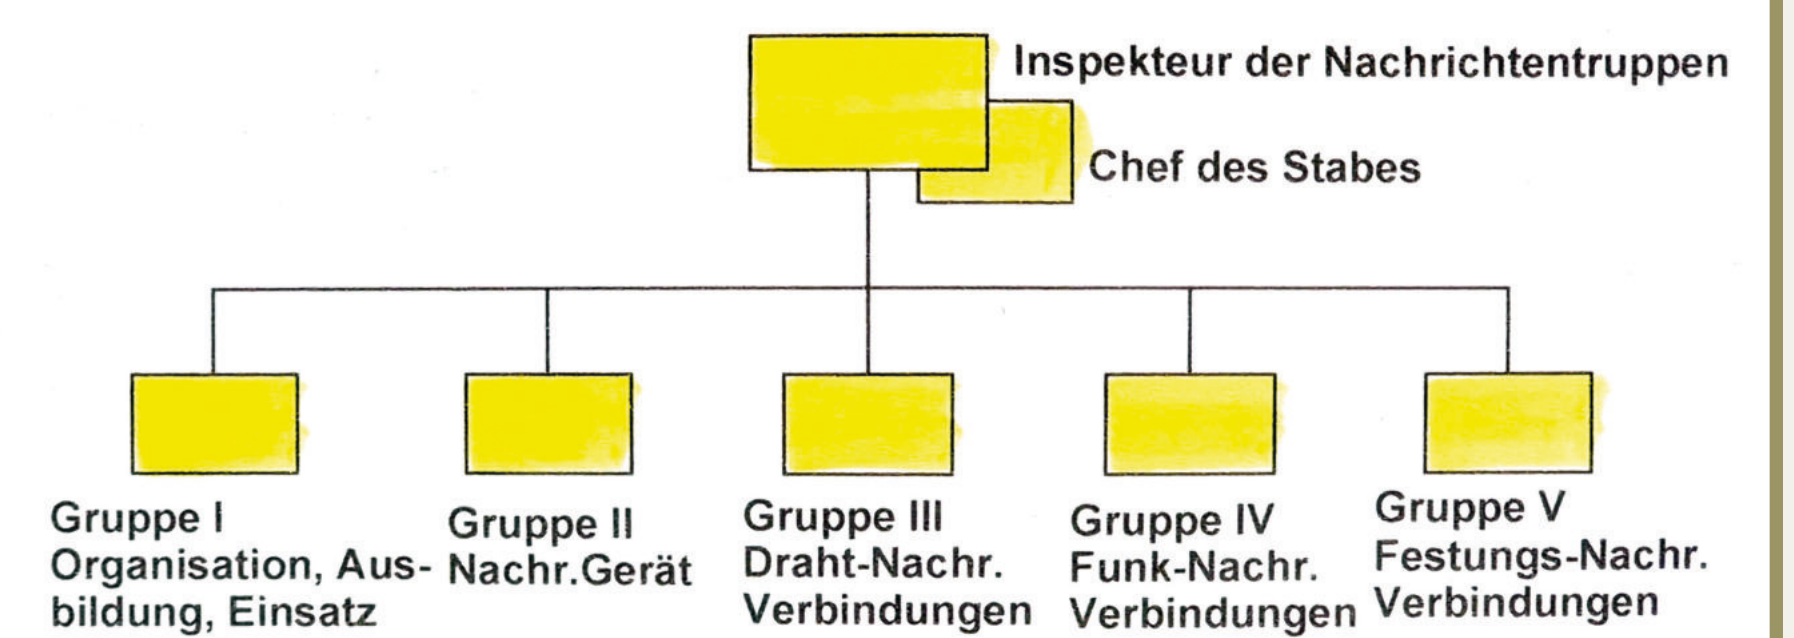 Inspekteur der Nachrichtentruppen
Chef des Stabes
Gruppe I
Organisation, Aus-
bildung, Einsatz
Gruppe II
Nachr.Gerät
Gruppe III
Draht-Nachr.
Verbindungen
Gruppe IV
Funk-Nachr.
Verbindungen
Gruppe V
Festungs-Nachr.
Verbindungen